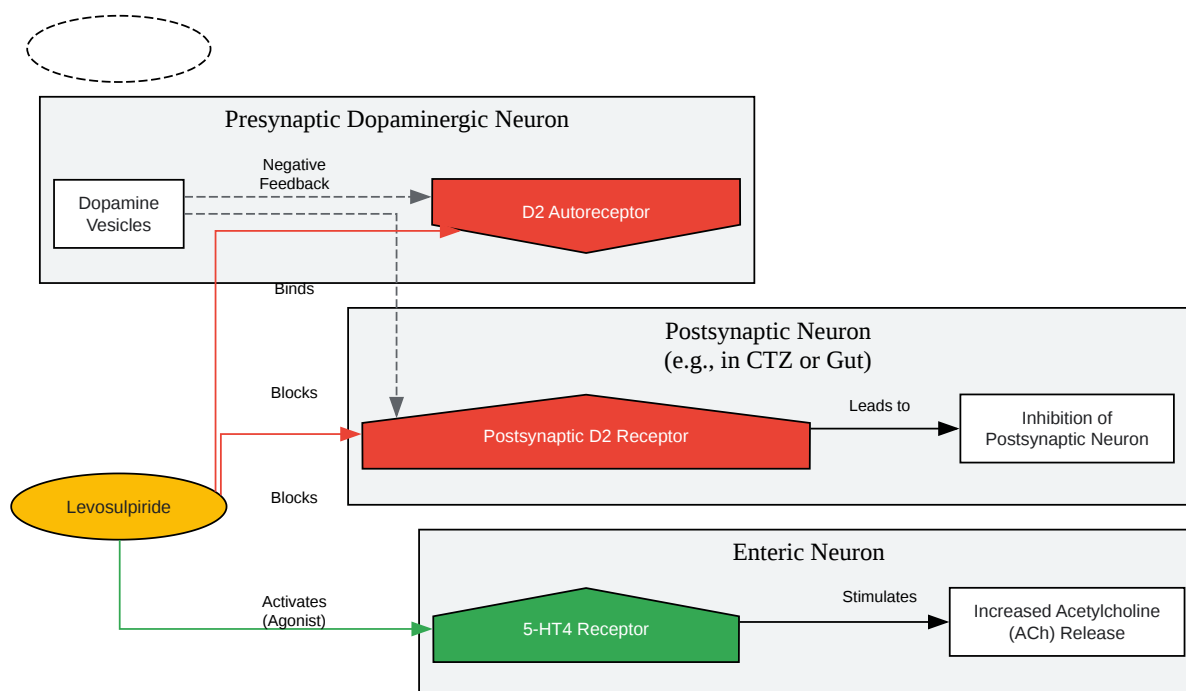 Presynaptic Dopaminergic Neuron
Negative
Feedback
Dopamine
Vesicles
D2 Autoreceptor
Binds
Postsynaptic Neuron
(e.g., in CTZ or Gut)
Blocks
Leads to
Postsynaptic D2 Receptor
Inhibition of
Postsynaptic Neuron
Blocks
Levosulpiride
Enteric Neuron
Activates
(Agonist)
5-HT4 Receptor
Stimulates
Increased Acetylcholine
(ACh) Release